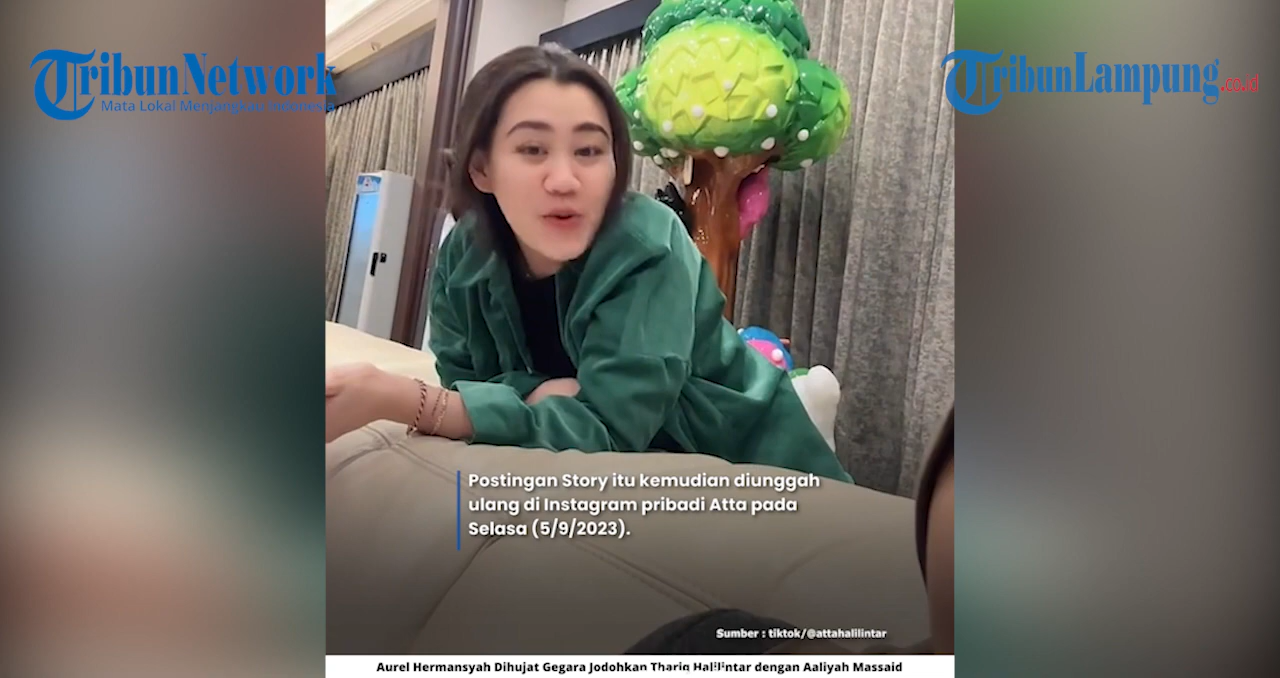 TribunNetwork
Mata Lokal Menjangkau Indonesia
TribunLampung.co.id
Postingan Story itu kemudian diunggah
ulang di Instagram pribadi Atta pada
Selasa (5/9/2023).
Sumber : tiktok/@attahalilintar
Aurel Hermansyah Dihujat Gegara Jodohkan Thariq Halilintar dengan Aaliyah Massaid